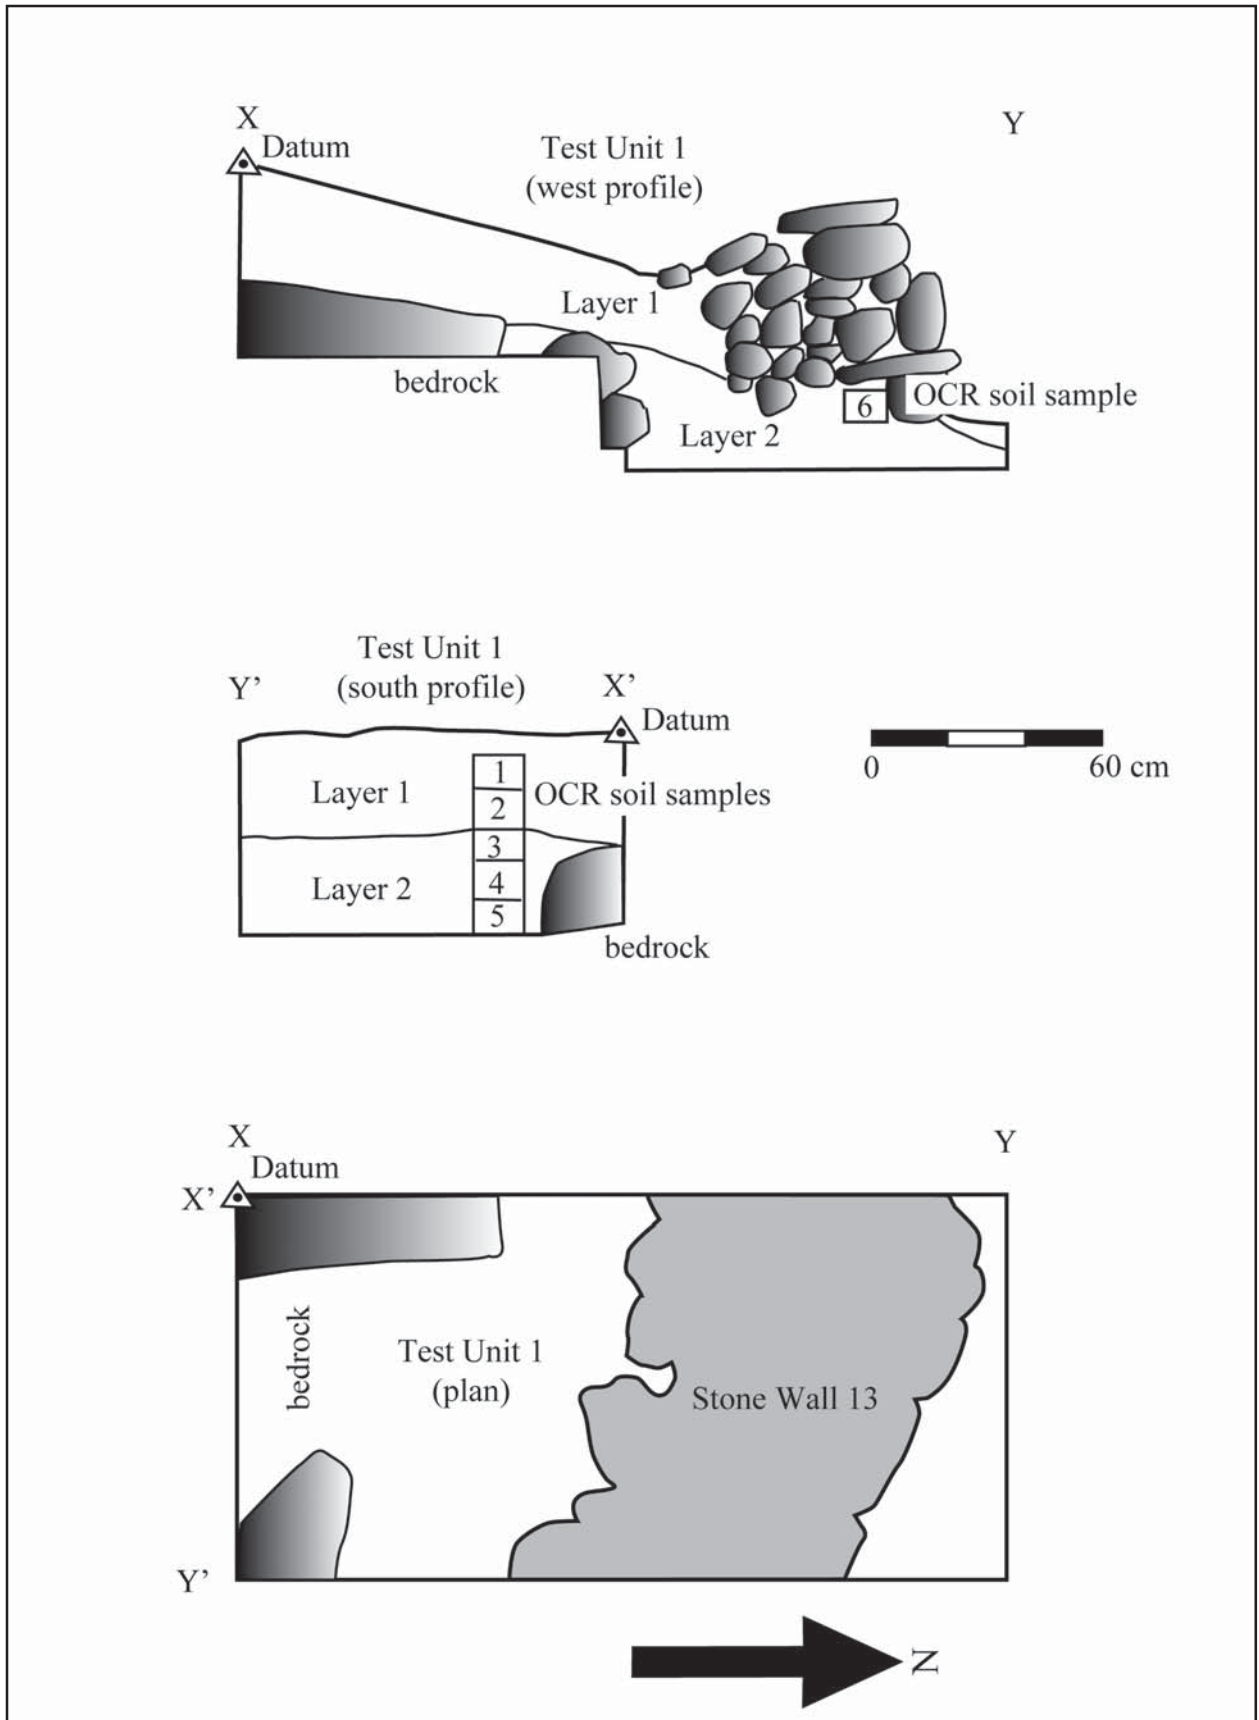 X
Y
Datum
Test Unit 1
(west profile)
Layer 1
bedrock
6
OCR soil sample
Layer 2
Test Unit 1
(south profile)
Y’
X’
Datum
1
Layer 1
OCR soil samples
2
3
Layer 2
4
5
bedrock
0
60 cm
X
Y
Datum
X’
bedrock
Test Unit 1
(plan)
Stone Wall 13
Y’
N